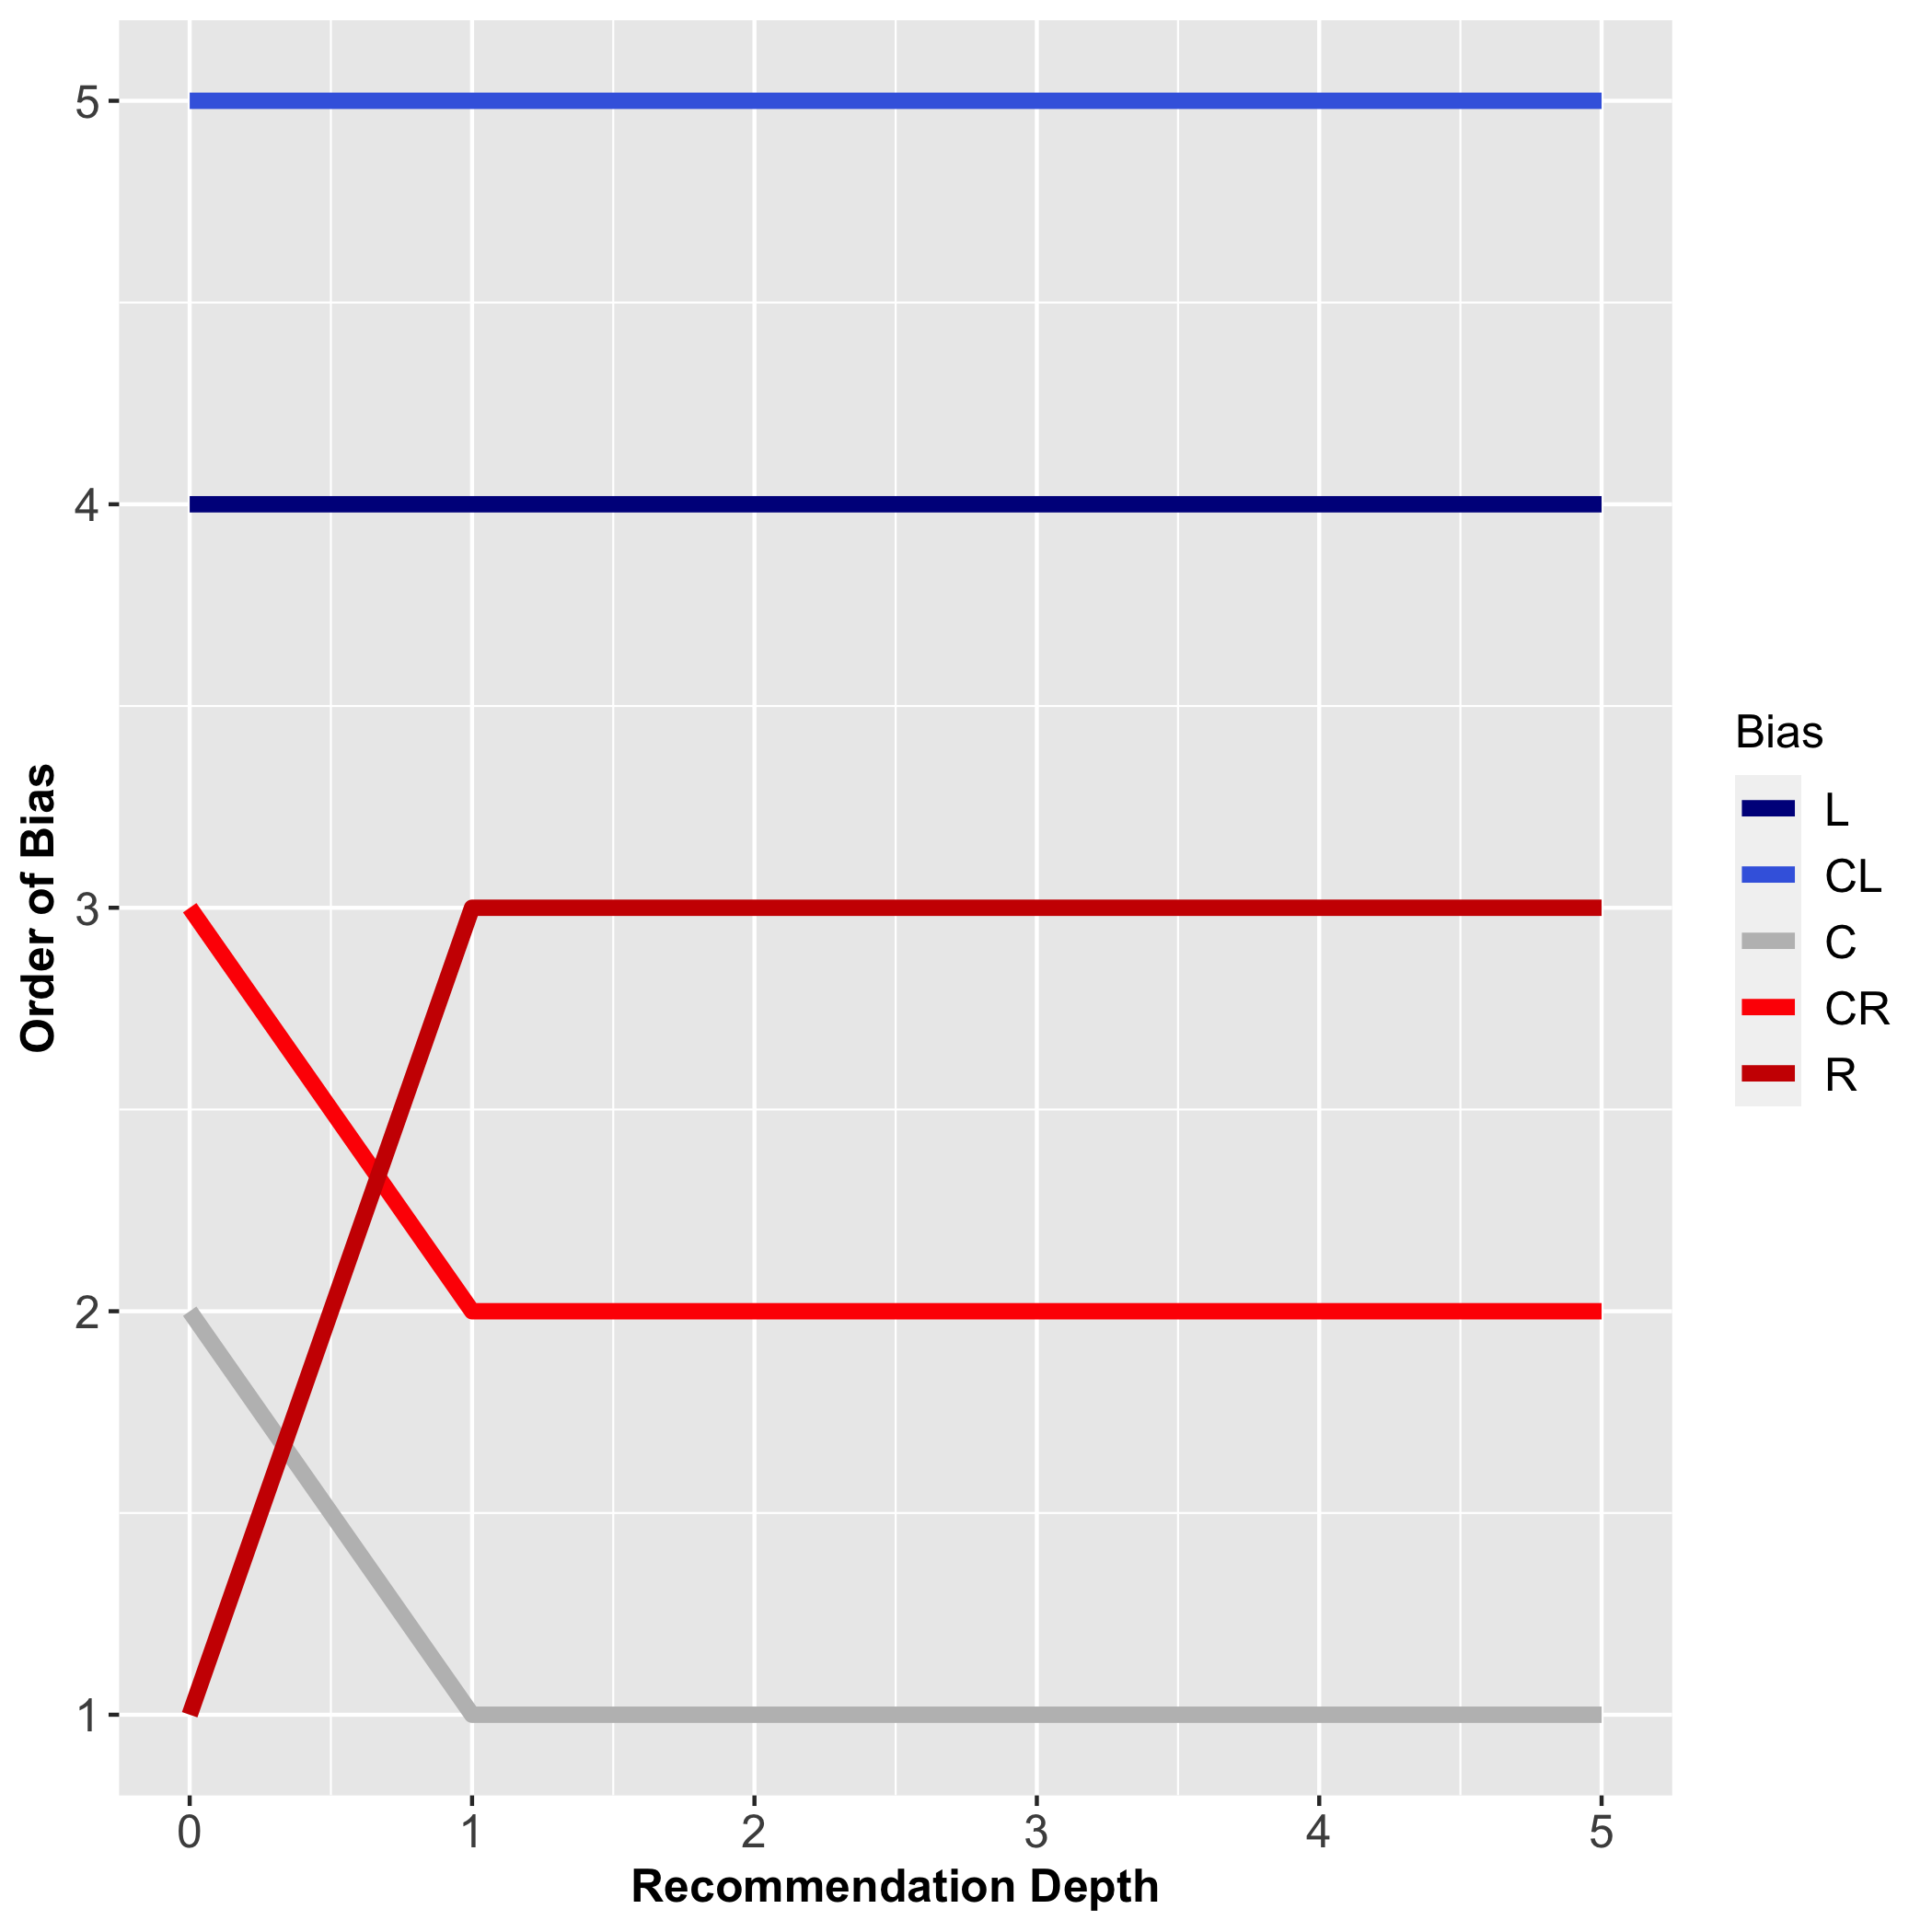 5
4
3
2
1
Order of Bias
0 1 2 3 4 5
Recommendation Depth
Bias
L
CL
C
CR
R